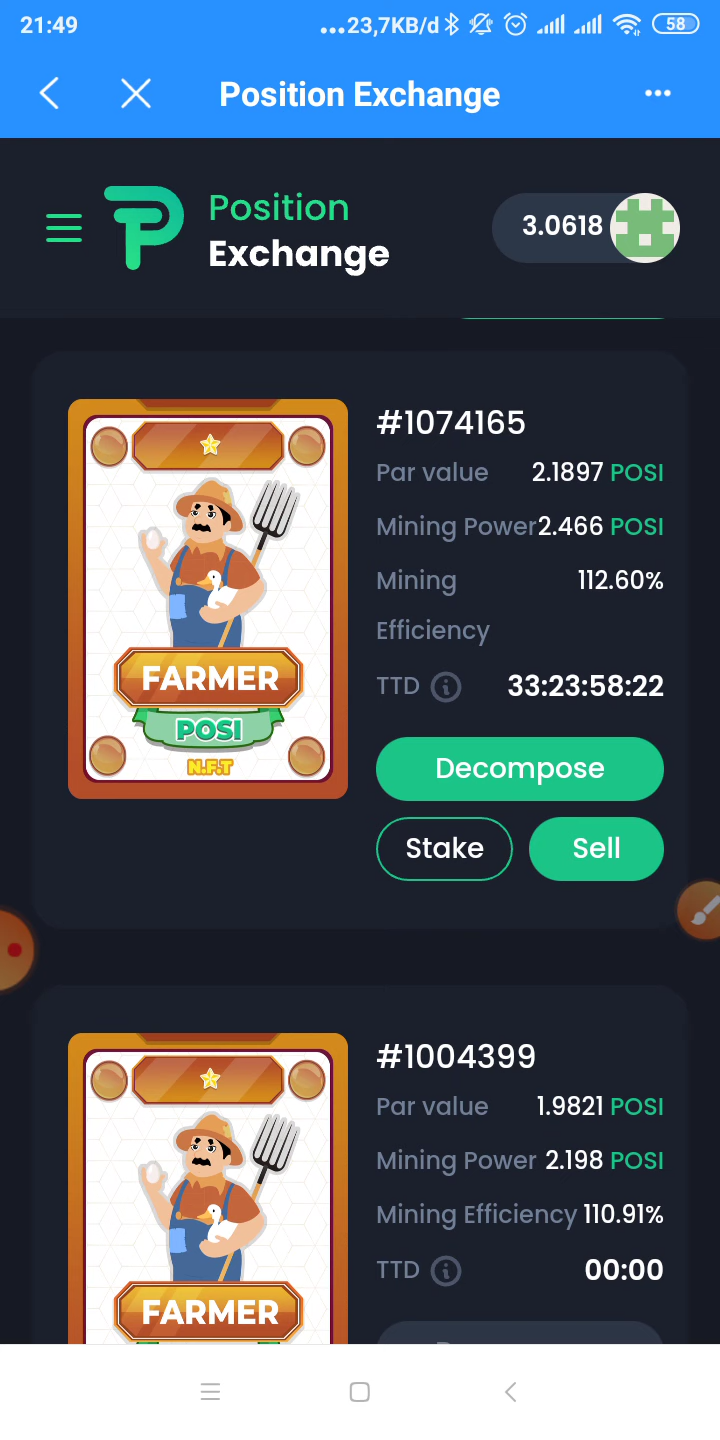 21:49
...23,7KB/d
58
Position Exchange
Position
Exchange
3.0618
#1074165
Par value 2.1897 POSI
Mining Power 2.466 POSI
Mining 112.60%
Efficiency
TTD 33:23:58:22
Decompose
Stake Sell
FARMER
POSI
N.F.T
#1004399
Par value 1.9821 POSI
Mining Power 2.198 POSI
Mining Efficiency 110.91%
TTD 00:00
FARMER